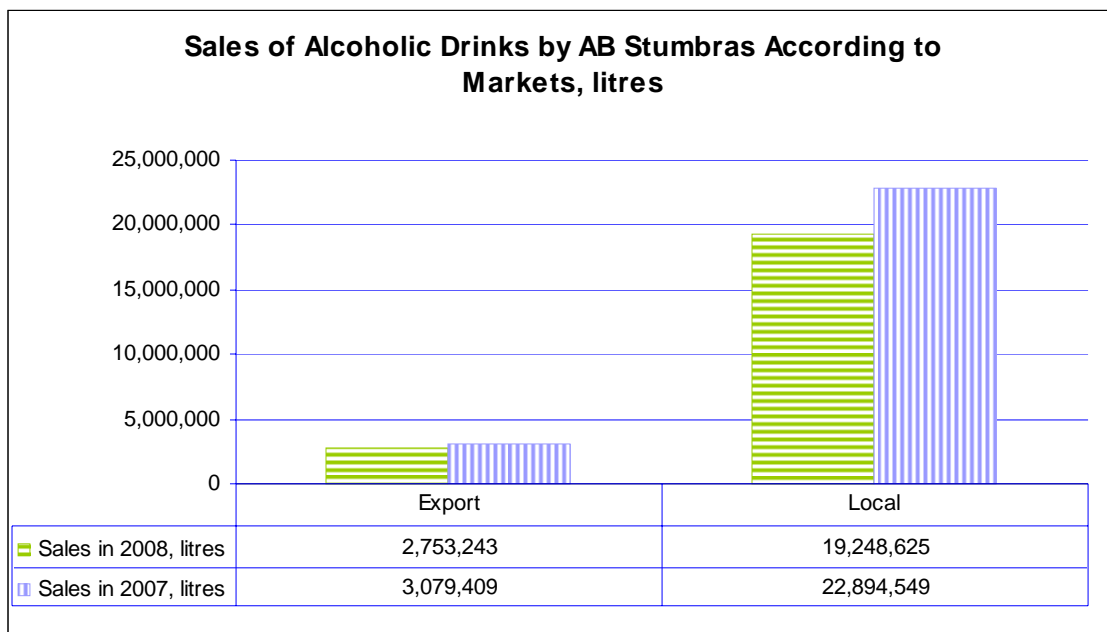 Sales of Alcoholic Drinks by AB Stumbras According to
Markets, litres
25,000,000
20,000,000
15,000,000
10,000,000
5,000,000
0
Export Local
Sales in 2008, litres 2,753,243 19,248,625
Sales in 2007, litres 3,079,409 22,894,549